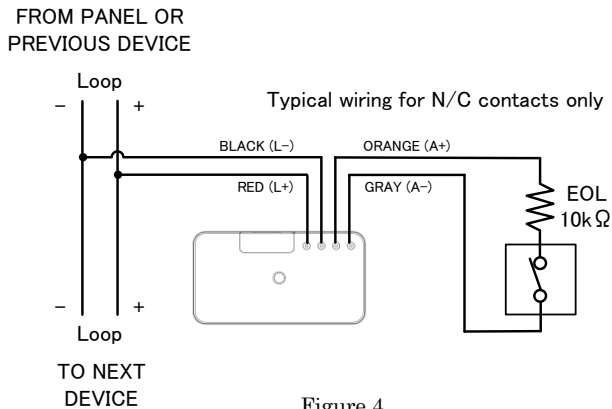 FROM PANEL OR
PREVIOUS DEVICE
Loop
– +
Typical wiring for N/C contacts only
BLACK (L–) ORANGE (A+)
RED (L+) GRAY (A–)
EOL
10kΩ
– +
Loop
TO NEXT
DEVICE
Figure 4